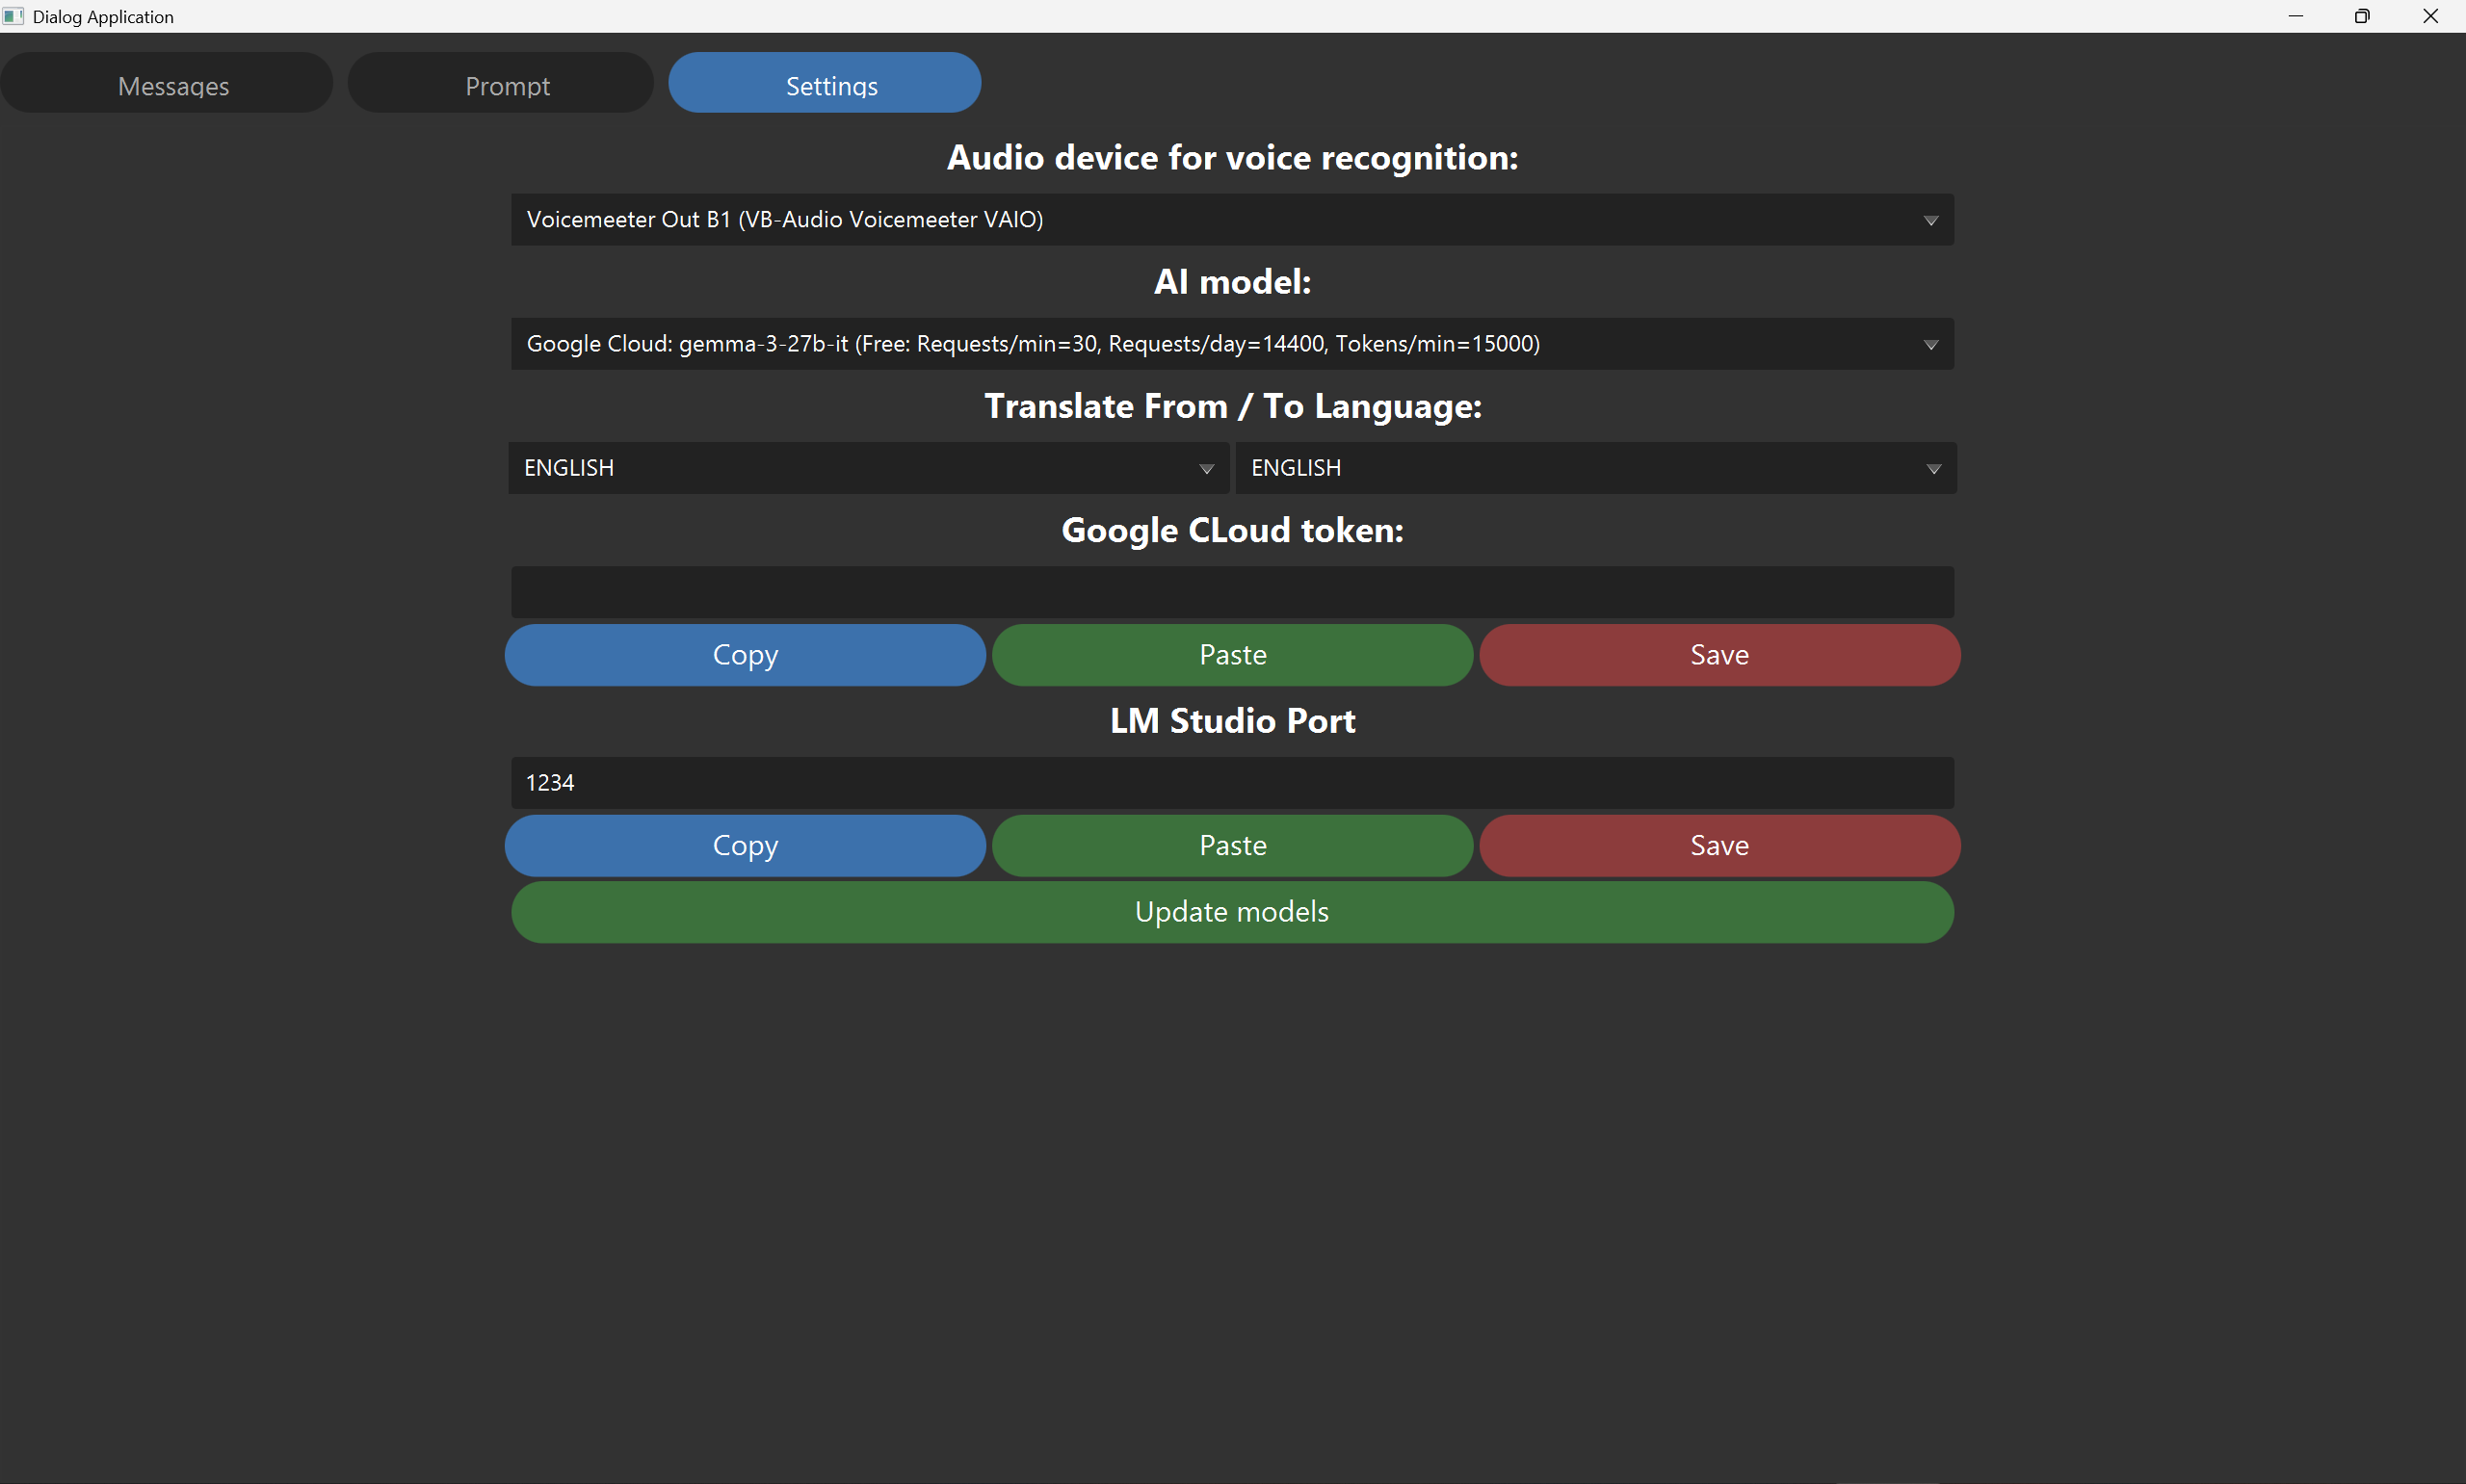 Dialog Application
Messages Prompt Settings
Audio device for voice recognition:
Voicemeeter Out B1 (VB-Audio Voicemeeter VAIO)
AI model:
Google Cloud: gemma-3-27b-it (Free: Requests/min=30, Requests/day=14400, Tokens/min=15000)
Translate From / To Language:
ENGLISH ENGLISH
Google CLoud token:
Copy Paste Save
LM Studio Port
1234
Copy Paste Save
Update models